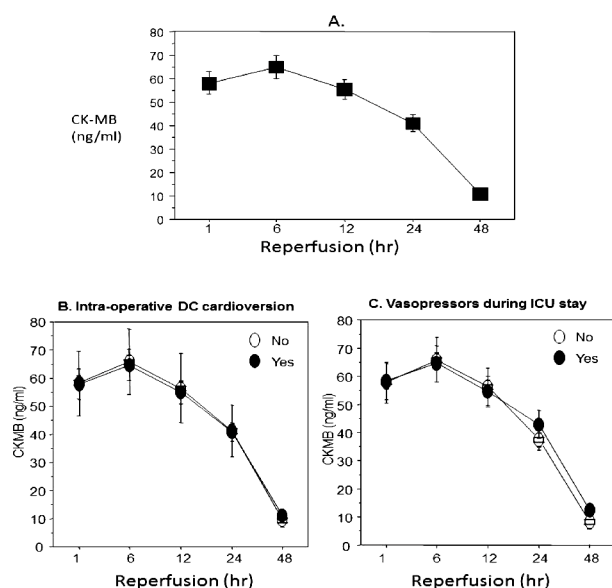 A.
80
70
60
50
40
30
20
10
0
CK-MB
(ng/ml)
1 6 12 24 48
Reperfusion (hr)
B. Intra-operative DC cardioversion
80
70
60
50
40
30
20
10
0
CKMB (ng/ml)
No
Yes
1 6 12 24 48
Reperfusion (hr)
C. Vasopressors during ICU stay
80
70
60
50
40
30
20
10
0
CKMB (ng/ml)
No
Yes
1 6 12 24 48
Reperfusion (hr)